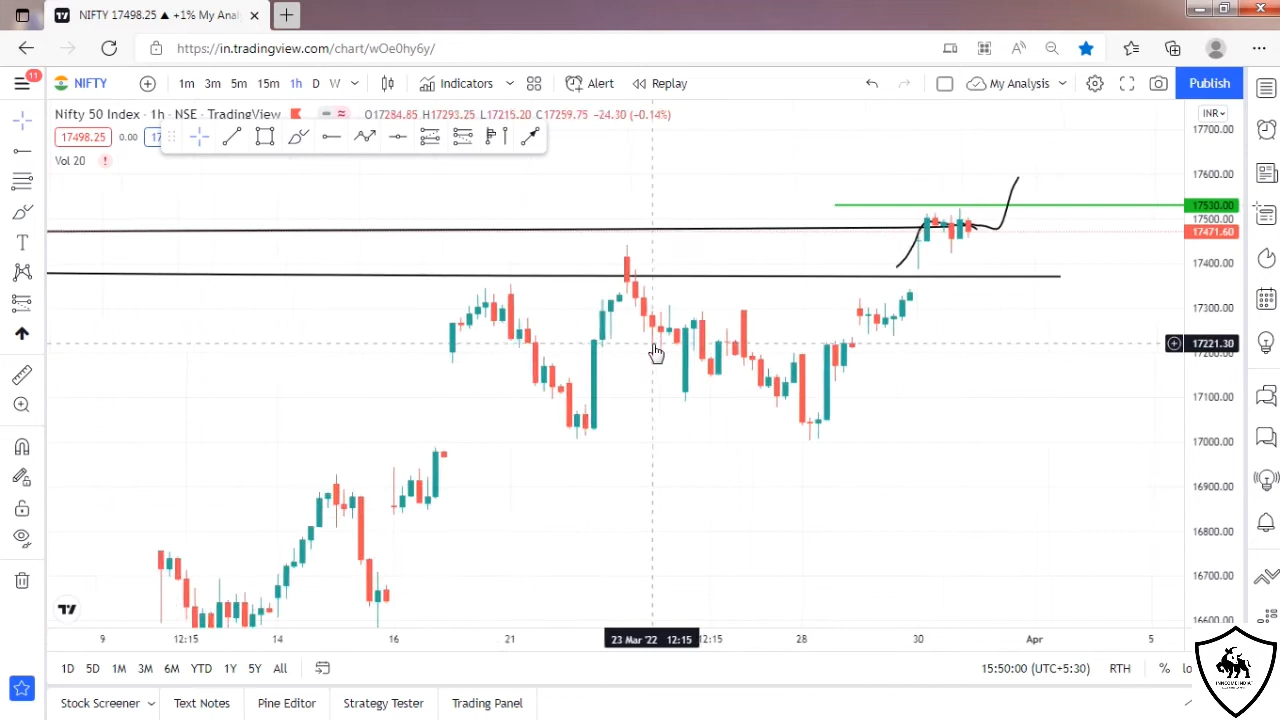 NIFTY 17498.25 ▲ +1% My Anal
https://in.tradingview.com/chart/wOe0hy6y/
11
NIFTY
1m 3m 5m 15m 1h D W
Indicators
Alert
Replay
My Analysis
Publish
Nifty 50 Index · 1h · NSE · TradingView
O17284.85 H17293.25 L17215.20 C17259.75 −24.30 (−0.14%)
INR
17498.25 0.00 17
Vol 20
17700.00
17600.00
17530.00
17500.00
17471.60
17400.00
17300.00
17221.30
17200.00
17100.00
17000.00
16900.00
16800.00
16700.00
16600.00
9 12:15 14 16 21 23 Mar '22 12:15 12:15 28 30 Apr 5
1D 5D 1M 3M 6M YTD 1Y 5Y All
15:50:00 (UTC+5:30) RTH % lo
Stock Screener Text Notes Pine Editor Strategy Tester Trading Panel